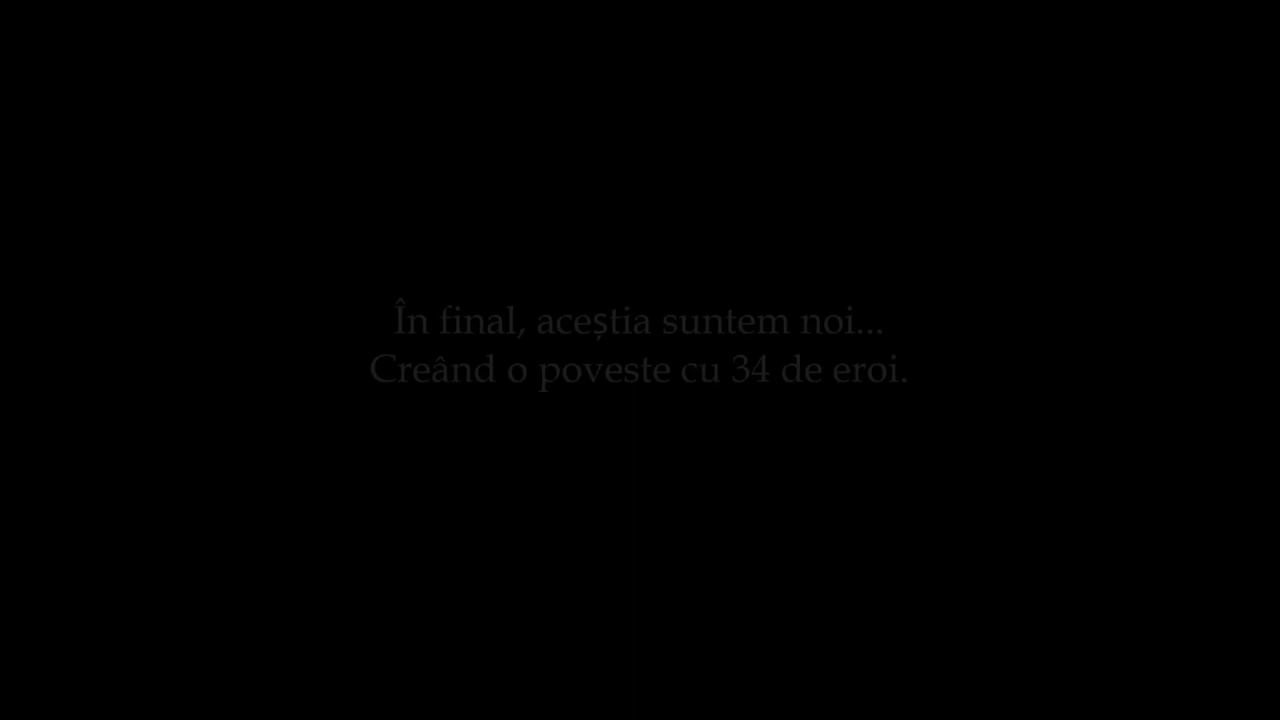 În final, aceștia suntem noi...
Creând o poveste cu 34 de eroi.